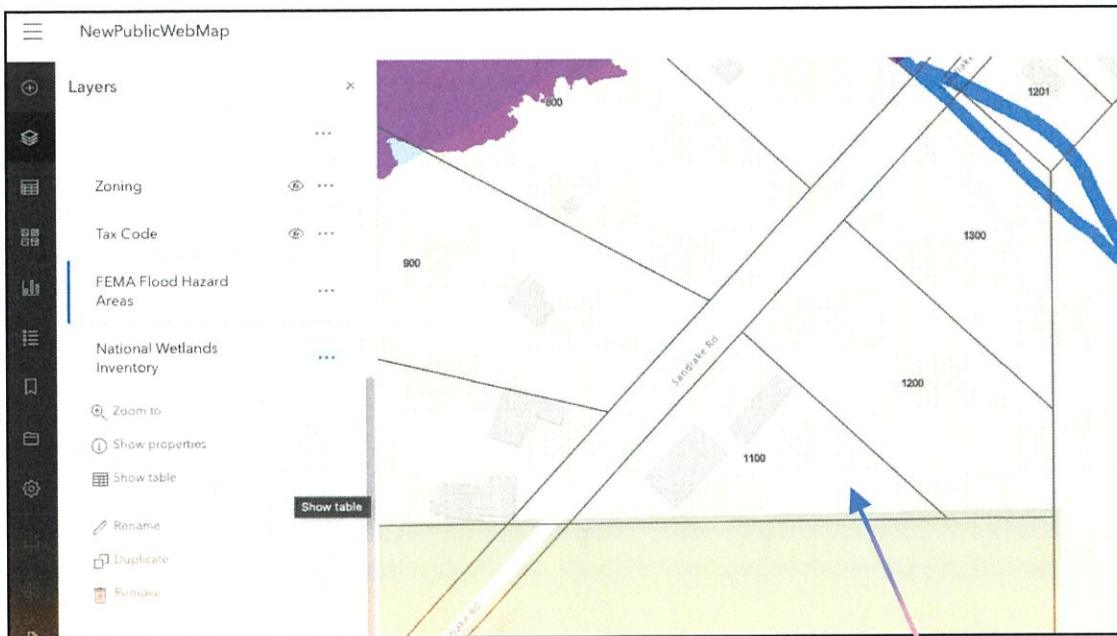 NewPublicWebMap
Layers
Zoning
Tax Code
FEMA Flood Hazard
Areas
National Wetlands
Inventory
Zoom to
Show properties
Show table
Show table
Rename
Duplicate
Remove
800
1201
1300
900
Sandlake Rd
1200
1100